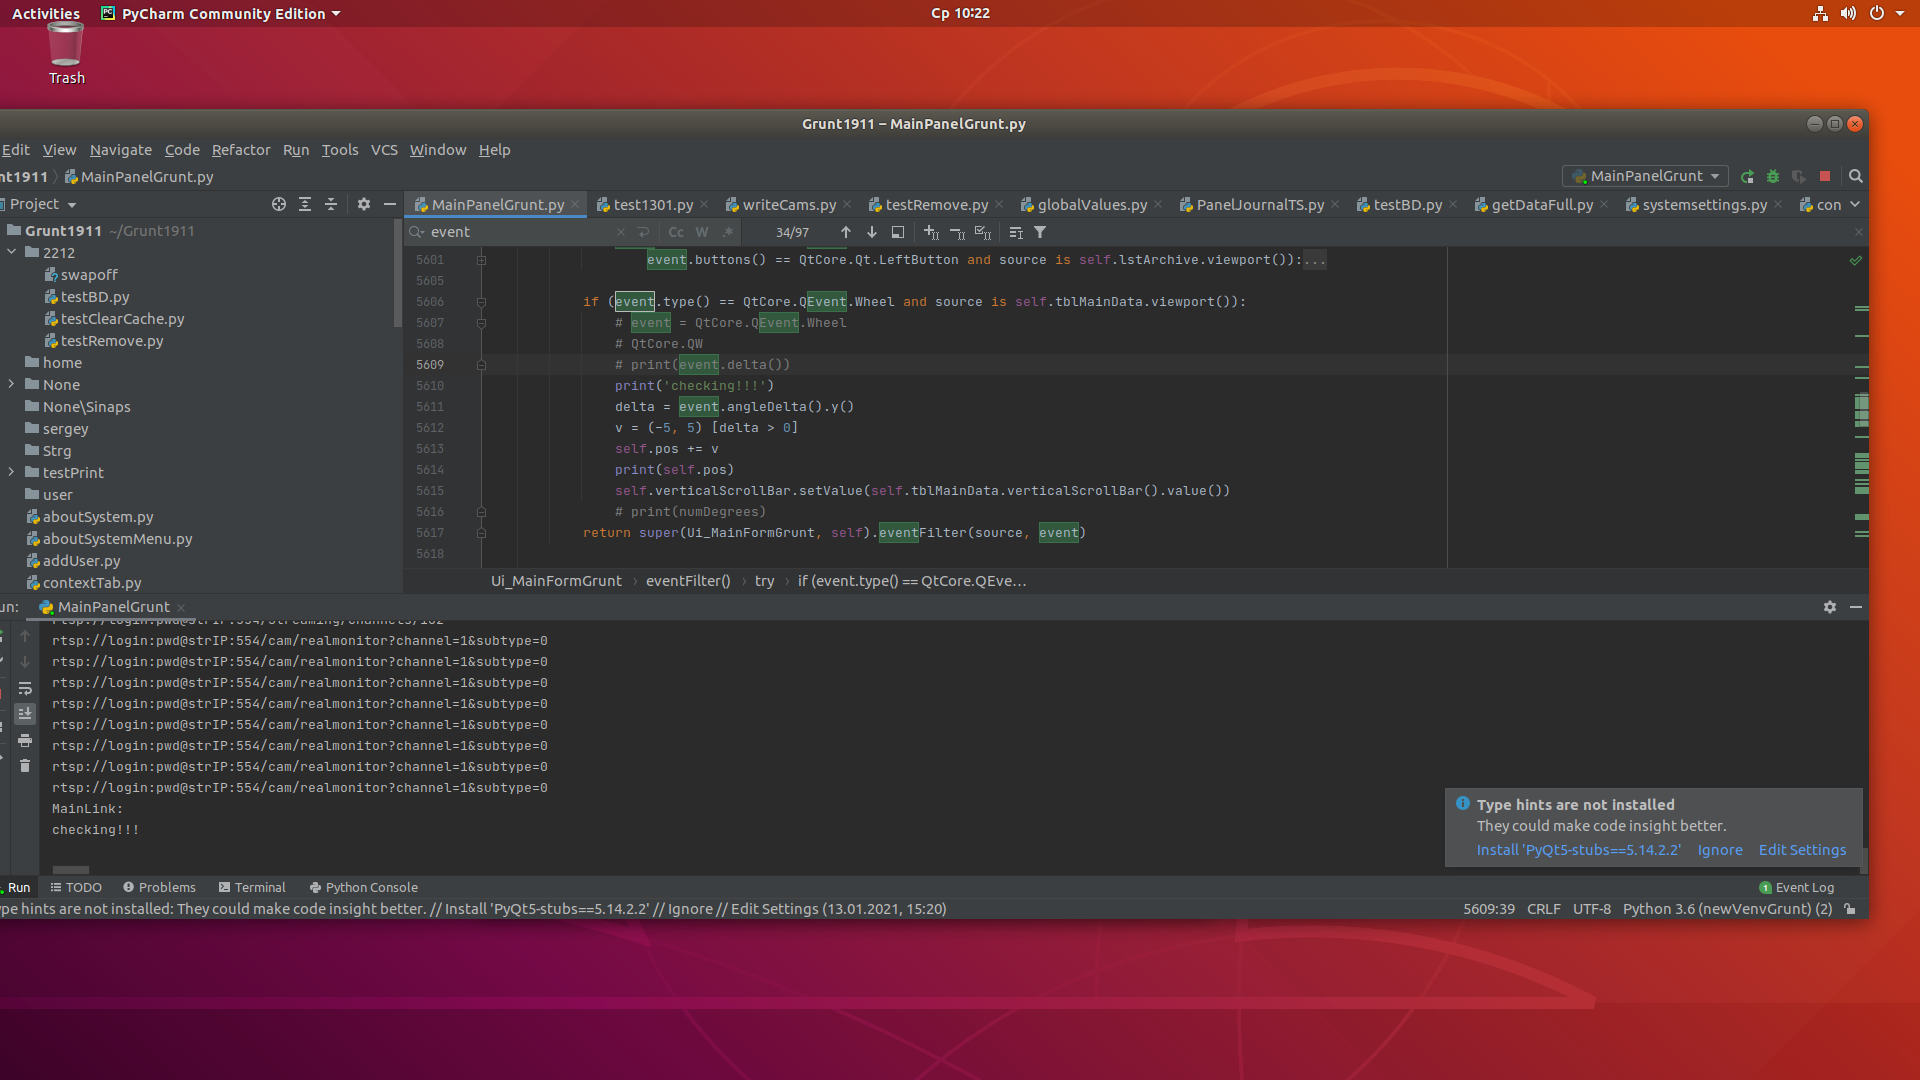 Activities
PyCharm Community Edition
Ср 10:22
Trash
Grunt1911 – MainPanelGrunt.py
Edit View Navigate Code Refactor Run Tools VCS Window Help
nt1911 MainPanelGrunt.py
MainPanelGrunt
Project
MainPanelGrunt.py test1301.py writeCams.py testRemove.py globalValues.py PanelJournalTS.py testBD.py getDataFull.py systemsettings.py con
event
Cc W .* 34/97
Grunt1911 ~/Grunt1911
2212
swapoff
testBD.py
testClearCache.py
testRemove.py
home
None
None\Sinaps
sergey
Strg
testPrint
user
aboutSystem.py
aboutSystemMenu.py
addUser.py
contextTab.py
5601 event.buttons() == QtCore.Qt.LeftButton and source is self.lstArchive.viewport()):...
5605
5606 if (event.type() == QtCore.QEvent.Wheel and source is self.tblMainData.viewport()):
5607 # event = QtCore.QEvent.Wheel
5608 # QtCore.QW
5609 # print(event.delta())
5610 print('checking!!!')
5611 delta = event.angleDelta().y()
5612 v = (-5, 5) [delta > 0]
5613 self.pos += v
5614 print(self.pos)
5615 self.verticalScrollBar.setValue(self.tblMainData.verticalScrollBar().value())
5616 # print(numDegrees)
5617 return super(Ui_MainFormGrunt, self).eventFilter(source, event)
5618
Ui_MainFormGrunt › eventFilter() › try › if (event.type() == QtCore.QEve...
un: MainPanelGrunt
rtsp://login:pwd@strIP:554/Streaming/Channels/102
rtsp://login:pwd@strIP:554/cam/realmonitor?channel=1&subtype=0
rtsp://login:pwd@strIP:554/cam/realmonitor?channel=1&subtype=0
rtsp://login:pwd@strIP:554/cam/realmonitor?channel=1&subtype=0
rtsp://login:pwd@strIP:554/cam/realmonitor?channel=1&subtype=0
rtsp://login:pwd@strIP:554/cam/realmonitor?channel=1&subtype=0
rtsp://login:pwd@strIP:554/cam/realmonitor?channel=1&subtype=0
rtsp://login:pwd@strIP:554/cam/realmonitor?channel=1&subtype=0
rtsp://login:pwd@strIP:554/cam/realmonitor?channel=1&subtype=0
MainLink:
checking!!!
Type hints are not installed
They could make code insight better.
Install 'PyQt5-stubs==5.14.2.2' Ignore Edit Settings
Run TODO Problems Terminal Python Console
1 Event Log
ype hints are not installed: They could make code insight better. // Install 'PyQt5-stubs==5.14.2.2' // Ignore // Edit Settings (13.01.2021, 15:20)
5609:39 CRLF UTF-8 Python 3.6 (newVenvGrunt) (2)